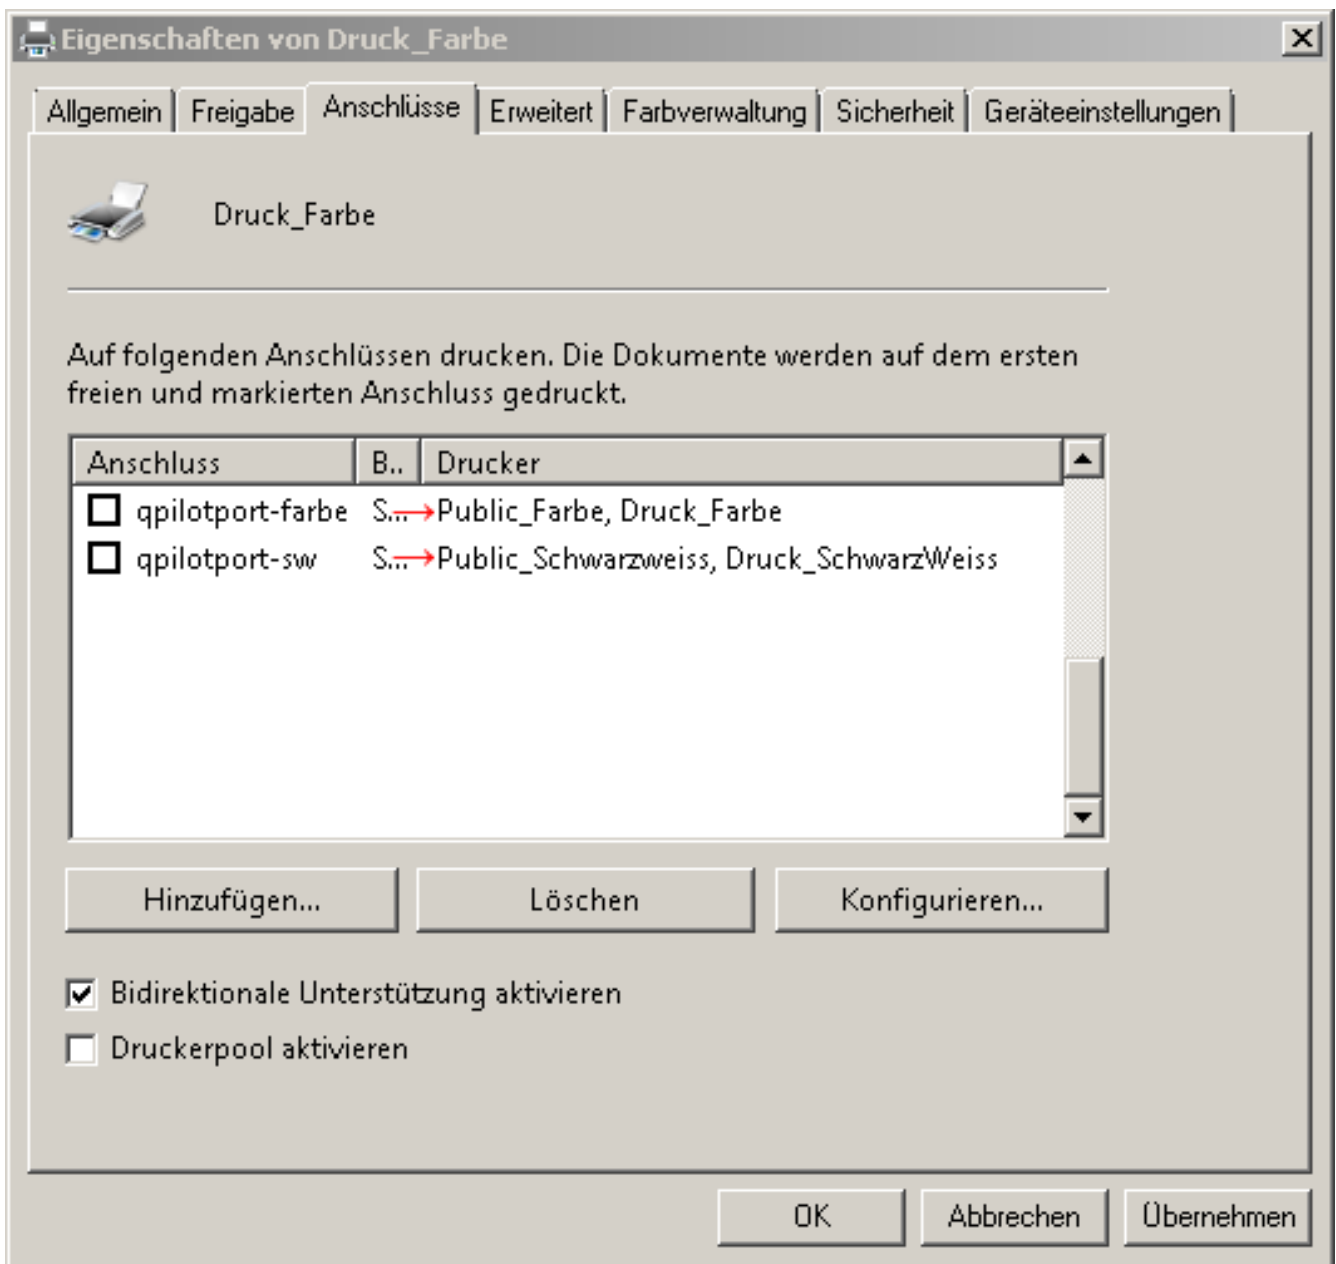 Eigenschaften von Druck_Farbe
Allgemein Freigabe Anschlüsse Erweitert Farbverwaltung Sicherheit Geräteeinstellungen
Druck_Farbe
Auf folgenden Anschlüssen drucken. Die Dokumente werden auf dem ersten
freien und markierten Anschluss gedruckt.
Anschluss B.. Drucker
qpilotport-farbe S... Public_Farbe, Druck_Farbe
qpilotport-sw S... Public_Schwarzweiss, Druck_SchwarzWeiss
Hinzufügen... Löschen Konfigurieren...
Bidirektionale Unterstützung aktivieren
Druckerpool aktivieren
OK Abbrechen Übernehmen